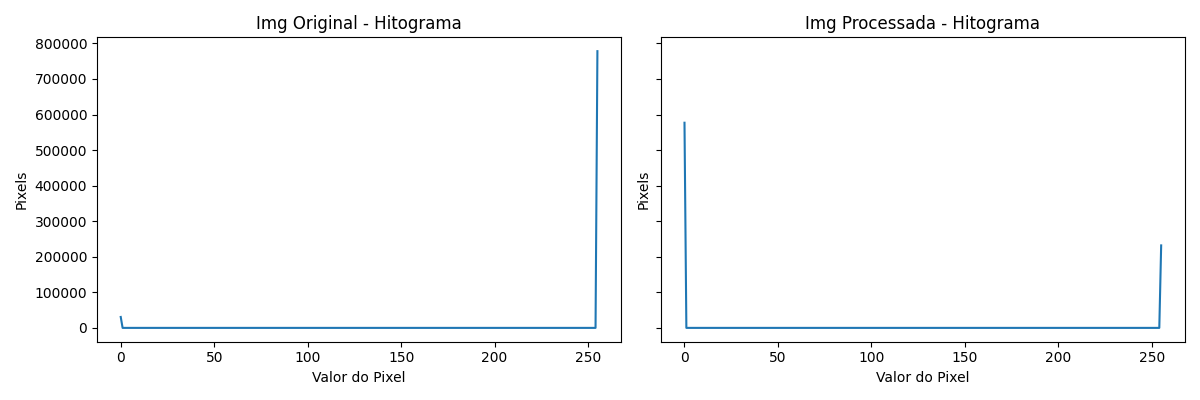 Img Original - Hitograma
800000
700000
600000
500000
400000
300000
200000
100000
0
Pixels
0 50 100 150 200 250
Valor do Pixel
Img Processada - Hitograma
Pixels
0 50 100 150 200 250
Valor do Pixel